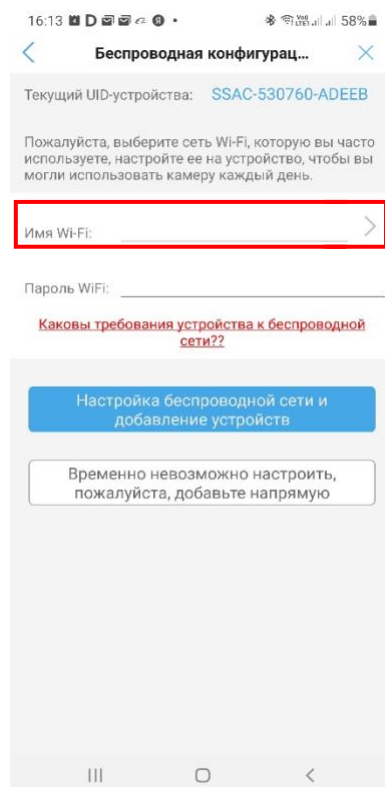 16:13 58%
Беспроводная конфигурац...
Текущий UID-устройства: SSAC-530760-ADEEB
Пожалуйста, выберите сеть Wi-Fi, которую вы часто
используете, настройте ее на устройство, чтобы вы
могли использовать камеру каждый день.
Имя Wi-Fi:
Пароль WiFi:
Каковы требования устройства к беспроводной
сети??
Настройка беспроводной сети и
добавление устройств
Временно невозможно настроить,
пожалуйста, добавьте напрямую